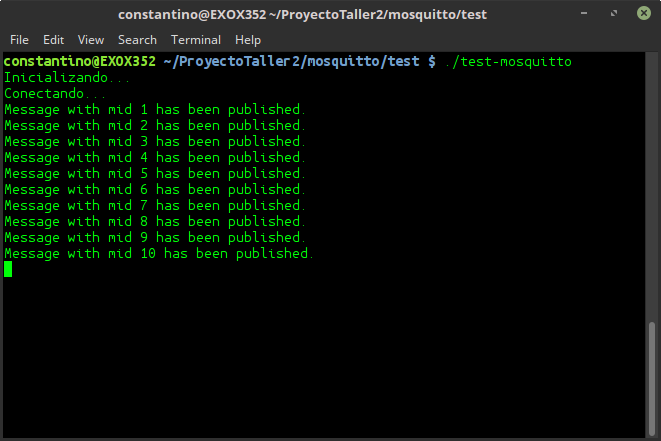 constantino@EXOX352 ~/ProyectoTaller2/mosquitto/test
File Edit View Search Terminal Help
constantino@EXOX352 ~/ProyectoTaller2/mosquitto/test $ ./test-mosquitto
Inicializando...
Conectando...
Message with mid 1 has been published.
Message with mid 2 has been published.
Message with mid 3 has been published.
Message with mid 4 has been published.
Message with mid 5 has been published.
Message with mid 6 has been published.
Message with mid 7 has been published.
Message with mid 8 has been published.
Message with mid 9 has been published.
Message with mid 10 has been published.